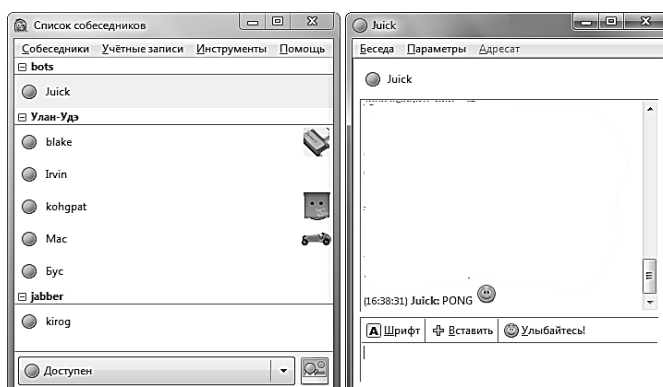 Список собеседников
Собеседники Учётные записи Инструменты Помощь
bots
Juick
Улан-Удэ
blake
Irvin
kohgpat
Mac
Бус
jabber
kirog
Доступен
Juick
Беседа Параметры Адресат
Juick
(16:38:31) Juick: PONG
A Шрифт Вставить Улыбайтесь!